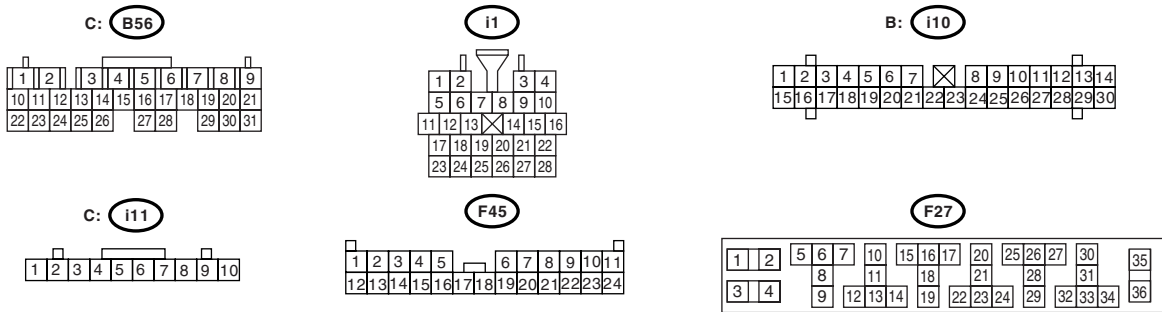 C: B56
1 2 3 4 5 6 7 8 9
10 11 12 13 14 15 16 17 18 19 20 21
22 23 24 25 26 27 28 29 30 31
i1
1 2 3 4
5 6 7 8 9 10
11 12 13 14 15 16
17 18 19 20 21 22
23 24 25 26 27 28
B: i10
1 2 3 4 5 6 7 8 9 10 11 12 13 14
15 16 17 18 19 20 21 22 23 24 25 26 27 28 29 30
C: i11
1 2 3 4 5 6 7 8 9 10
F45
1 2 3 4 5 6 7 8 9 10 11
12 13 14 15 16 17 18 19 20 21 22 23 24
F27
1 2 5 6 7 10 15 16 17 20 25 26 27 30 35
8 11 18 21 28 31
3 4 9 12 13 14 19 22 23 24 29 32 33 34 36